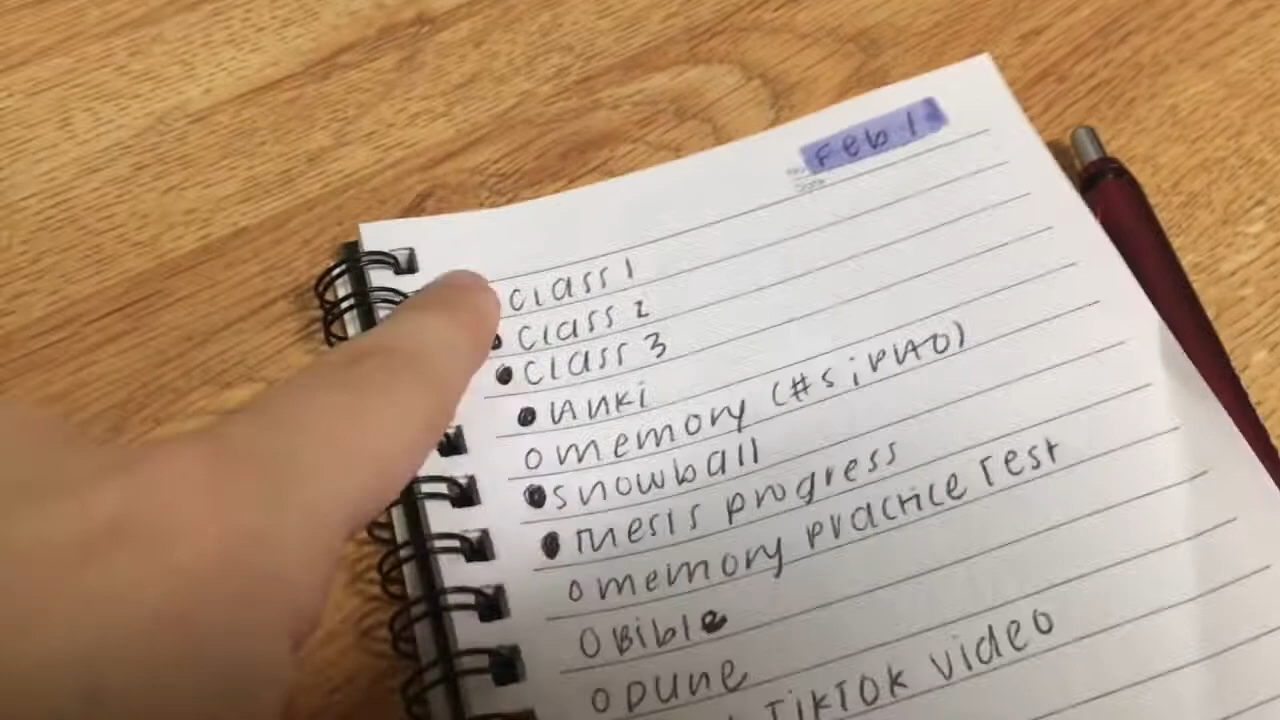 Feb 1
class 1
• class 2
• class 3
• Anki
o memory (#s; PAO)
• snowball
• Thesis progress
o memory practice Test
o Bible
o Dune
TikTok video